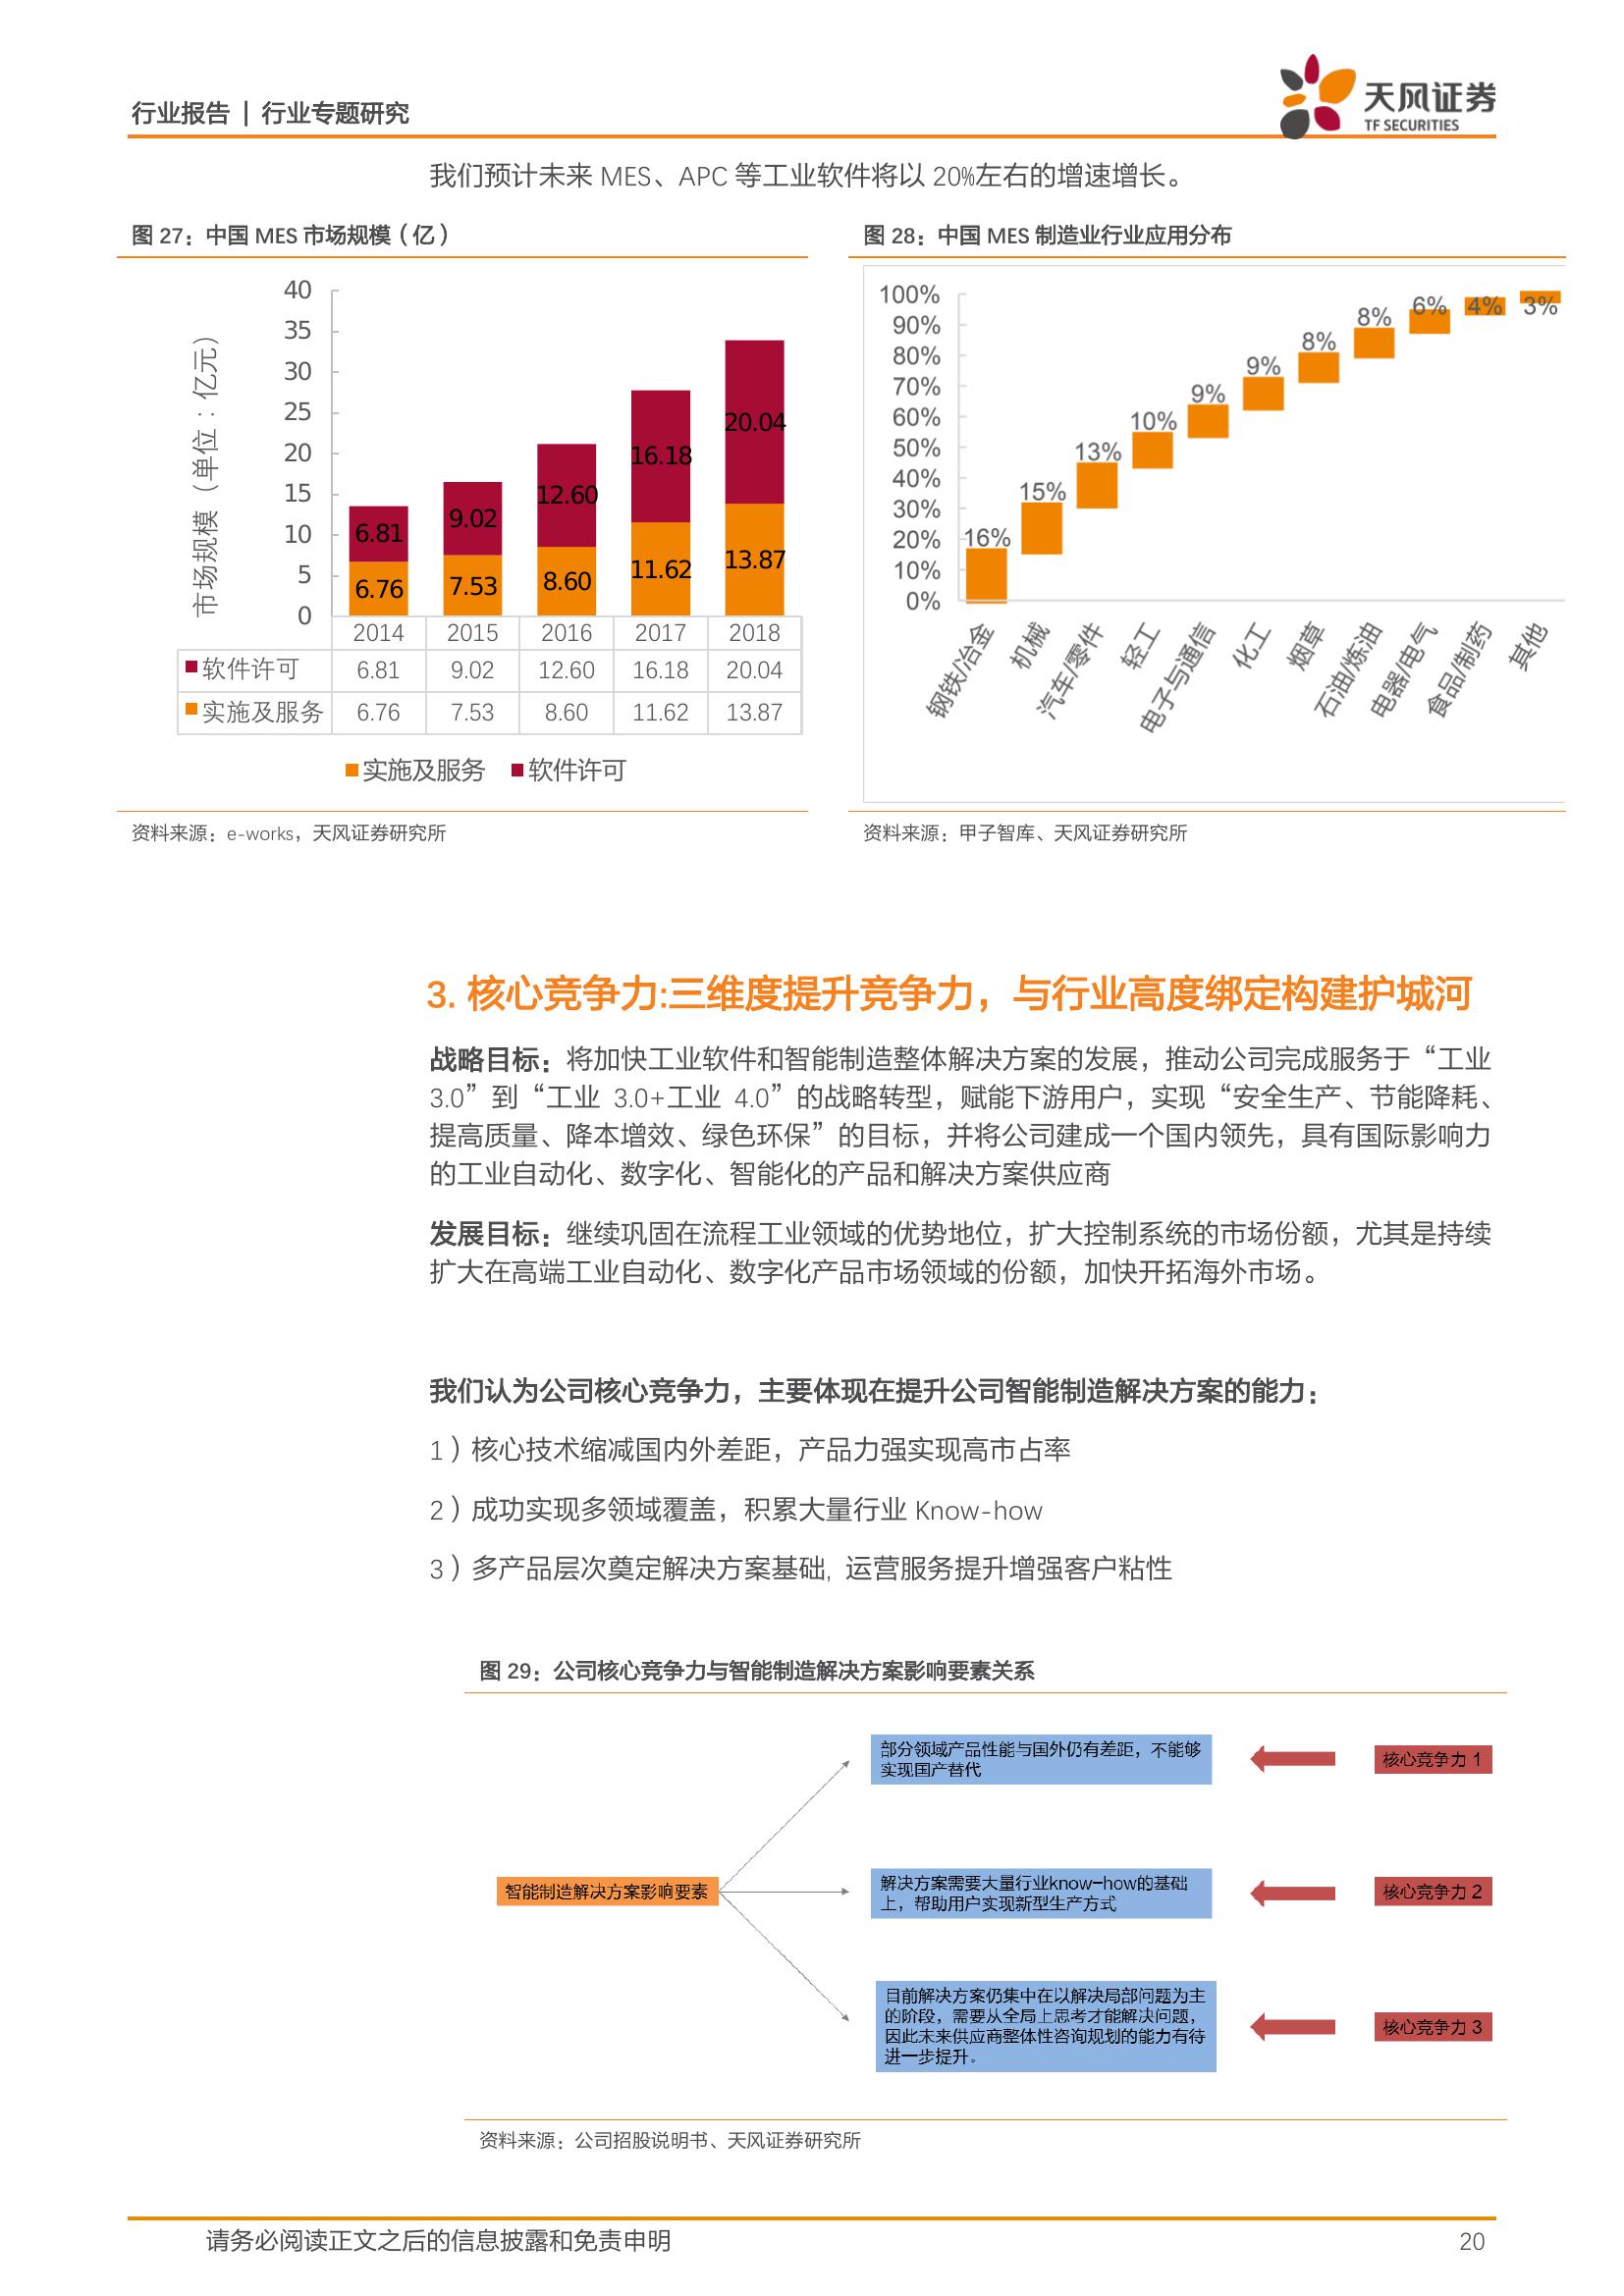 行业报告 | 行业专题研究
天风证券
TF SECURITIES
我们预计未来 MES、APC 等工业软件将以 20%左右的增速增长。
图 27：中国 MES 市场规模（亿）
市场规模（单位：亿元）
40
35
30
25
20
15
10
5
0
6.81
9.02
12.60
16.18
20.04
6.76
7.53
8.60
11.62
13.87
2014 2015 2016 2017 2018
软件许可 6.81 9.02 12.60 16.18 20.04
实施及服务 6.76 7.53 8.60 11.62 13.87
实施及服务 软件许可
资料来源：e-works，天风证券研究所
图 28：中国 MES 制造业行业应用分布
100%
90%
80%
70%
60%
50%
40%
30%
20%
10%
0%
16%
15%
13%
10%
9%
9%
8%
8%
6%
4%
3%
钢铁/冶金
机械
汽车/零件
轻工
电子与通信
化工
烟草
石油/炼油
电器/电气
食品/制药
其他
资料来源：甲子智库、天风证券研究所
3. 核心竞争力:三维度提升竞争力，与行业高度绑定构建护城河
战略目标：将加快工业软件和智能制造整体解决方案的发展，推动公司完成服务于“工业
3.0”到“工业 3.0+工业 4.0”的战略转型，赋能下游用户，实现“安全生产、节能降耗、
提高质量、降本增效、绿色环保”的目标，并将公司建成一个国内领先，具有国际影响力
的工业自动化、数字化、智能化的产品和解决方案供应商
发展目标：继续巩固在流程工业领域的优势地位，扩大控制系统的市场份额，尤其是持续
扩大在高端工业自动化、数字化产品市场领域的份额，加快开拓海外市场。
我们认为公司核心竞争力，主要体现在提升公司智能制造解决方案的能力：
1）核心技术缩减国内外差距，产品力强实现高市占率
2）成功实现多领域覆盖，积累大量行业 Know-how
3）多产品层次奠定解决方案基础, 运营服务提升增强客户粘性
图 29：公司核心竞争力与智能制造解决方案影响要素关系
智能制造解决方案影响要素
部分领域产品性能与国外仍有差距，不能够
实现国产替代
核心竞争力 1
解决方案需要大量行业know-how的基础
上，帮助用户实现新型生产方式
核心竞争力 2
目前解决方案仍集中在以解决局部问题为主
的阶段，需要从全局上思考才能解决问题，
因此未来供应商整体性咨询规划的能力有待
进一步提升。
核心竞争力 3
资料来源：公司招股说明书、天风证券研究所
请务必阅读正文之后的信息披露和免责申明
20